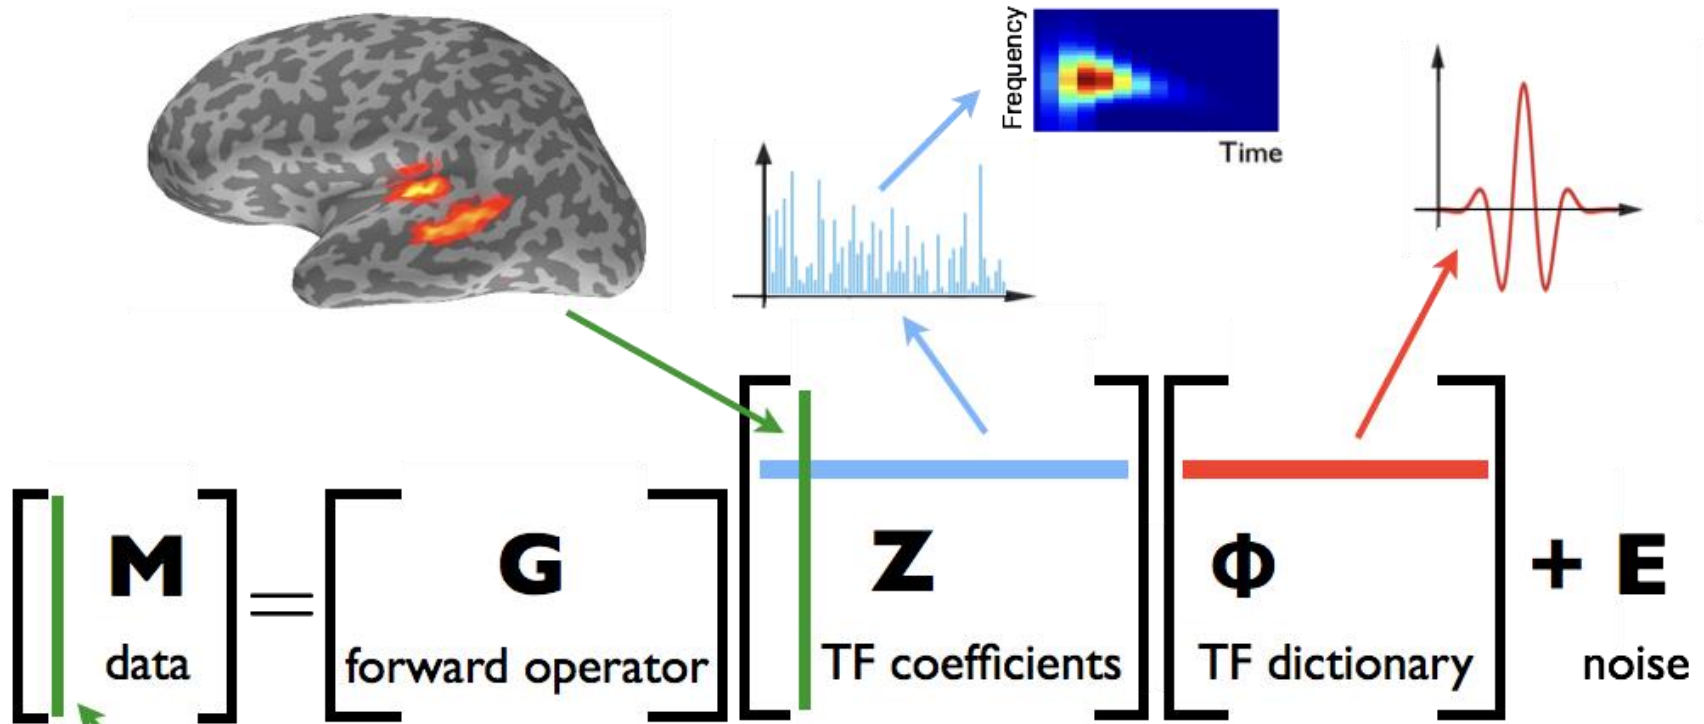 Frequency
Time
M = G Z Φ + E
data forward operator TF coefficients TF dictionary noise